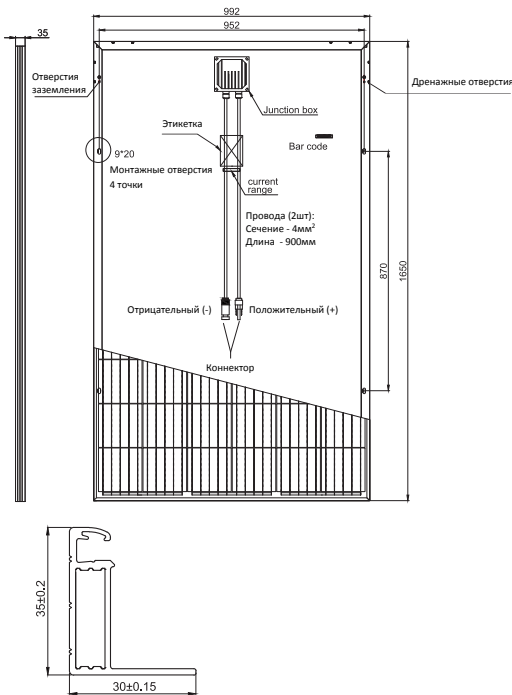 992
952
35
Отверстия
заземления
Дренажные отверстия
Junction box
Этикетка
Bar code
9*20
Монтажные отверстия
4 точки
current
range
Провода (2шт):
Сечение - 4мм²
Длина - 900мм
870
1650
Отрицательный (-)
Положительный (+)
Коннектор
35±0.2
30±0.15